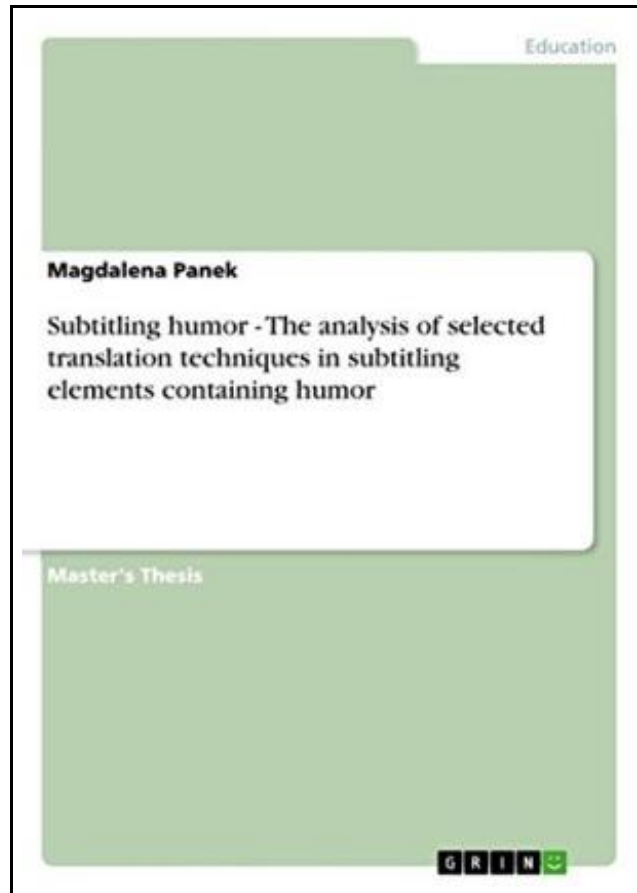 Education
Magdalena Panek
Subtitling humor - The analysis of selected
translation techniques in subtitling
elements containing humor
Master's Thesis
GRIN